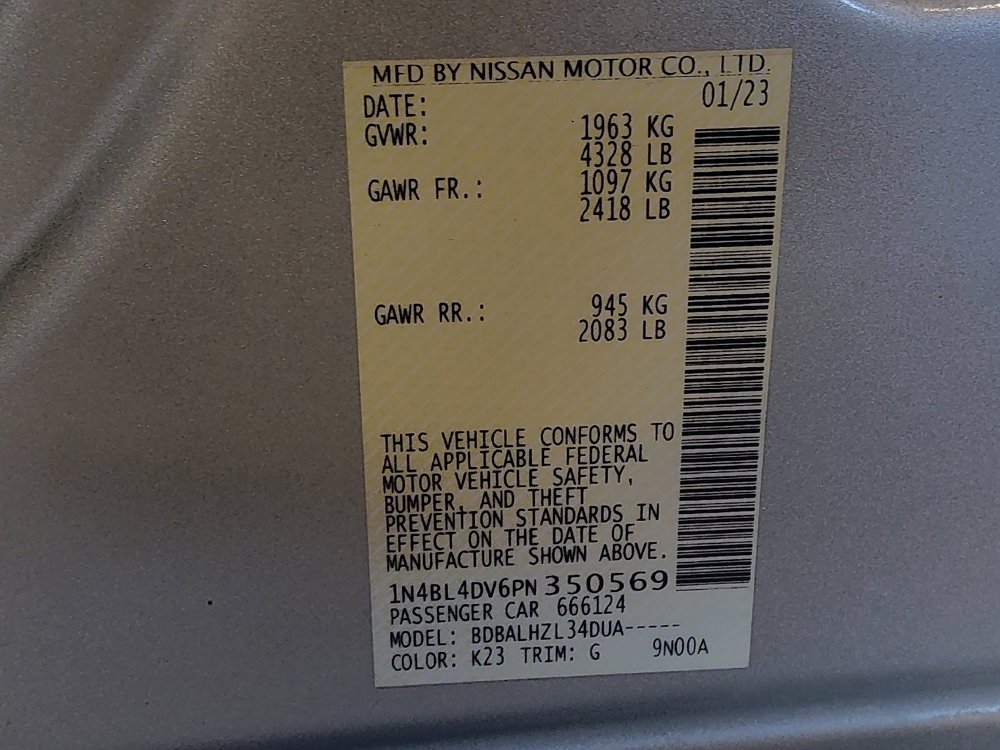 MFD BY NISSAN MOTOR CO., LTD.
DATE: 01/23
GVWR: 1963 KG
4328 LB
GAWR FR.: 1097 KG
2418 LB
GAWR RR.: 945 KG
2083 LB
THIS VEHICLE CONFORMS TO
ALL APPLICABLE FEDERAL
MOTOR VEHICLE SAFETY,
BUMPER, AND THEFT
PREVENTION STANDARDS IN
EFFECT ON THE DATE OF
MANUFACTURE SHOWN ABOVE.
1N4BL4DV6PN350569
PASSENGER CAR 666124
MODEL: BDBALHZL34DUA-----
COLOR: K23 TRIM: G 9N00A